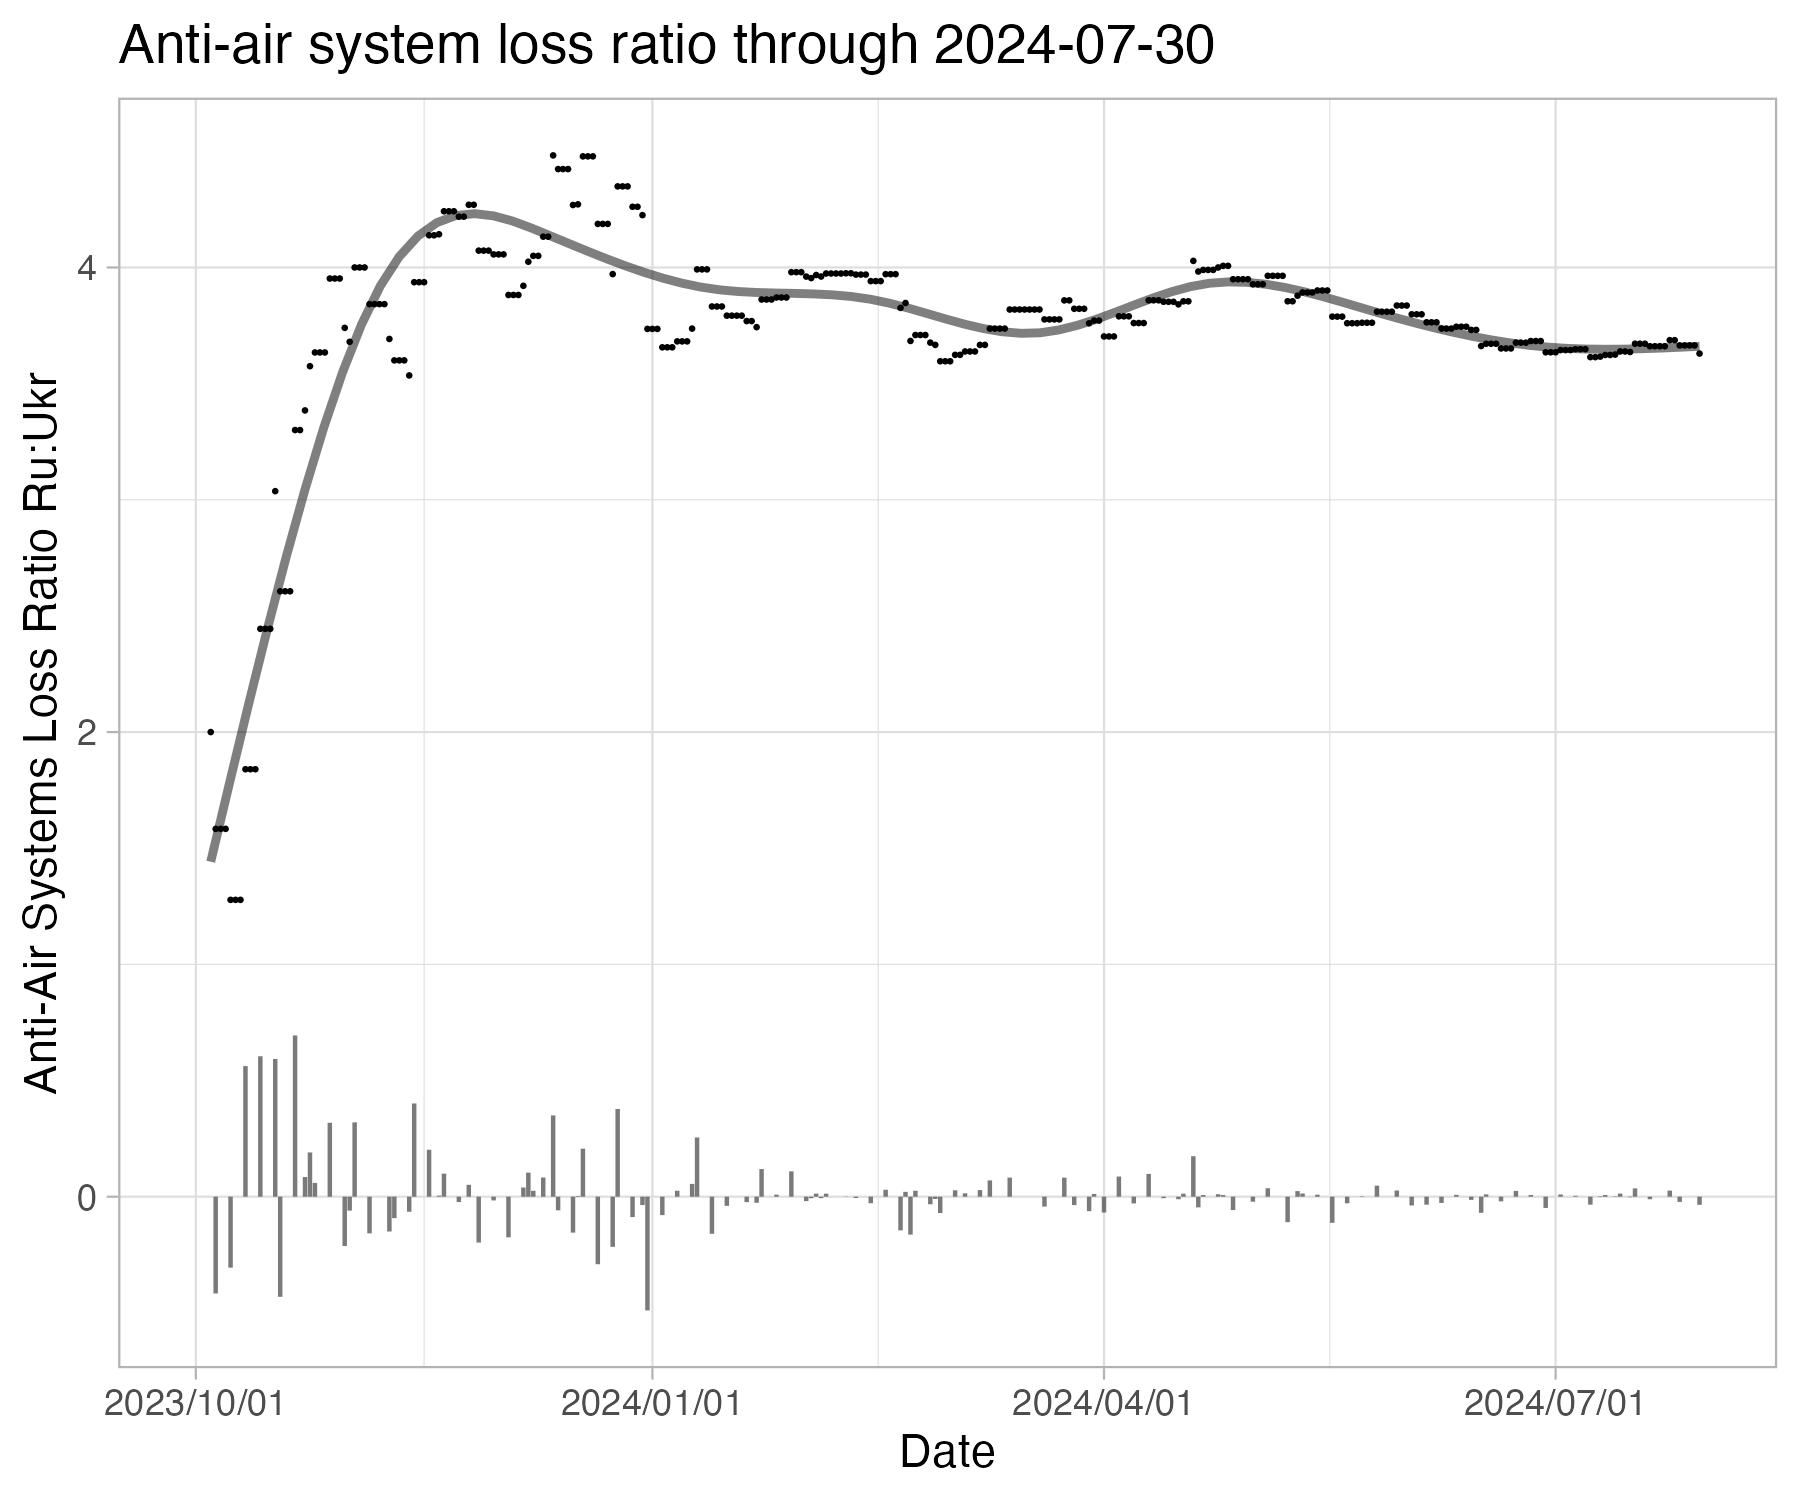 Anti-air system loss ratio through 2024-07-30
Anti-Air Systems Loss Ratio Ru:Ukr
4
2
0
2023/10/01
2024/01/01
2024/04/01
2024/07/01
Date